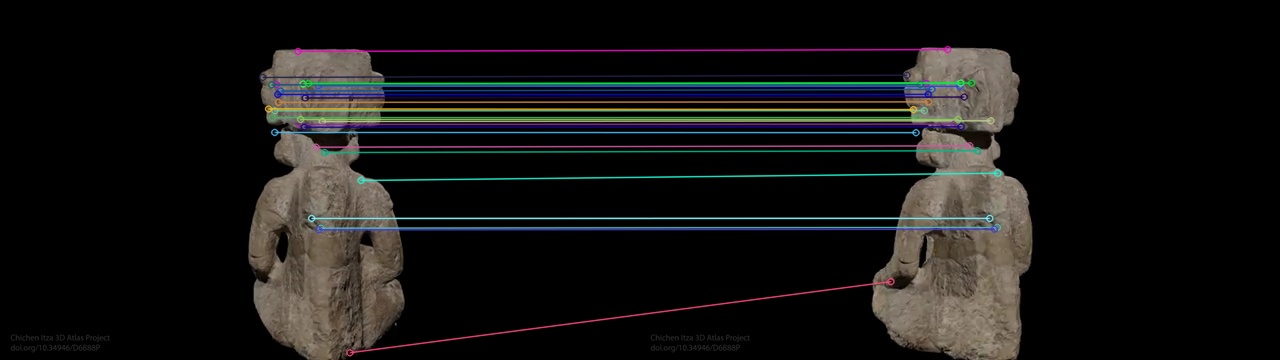 Chichen Itza 3D Atlas Project
doi.org/10.34946/D6B88P
Chichen Itza 3D Atlas Project
doi.org/10.34946/D6B88P